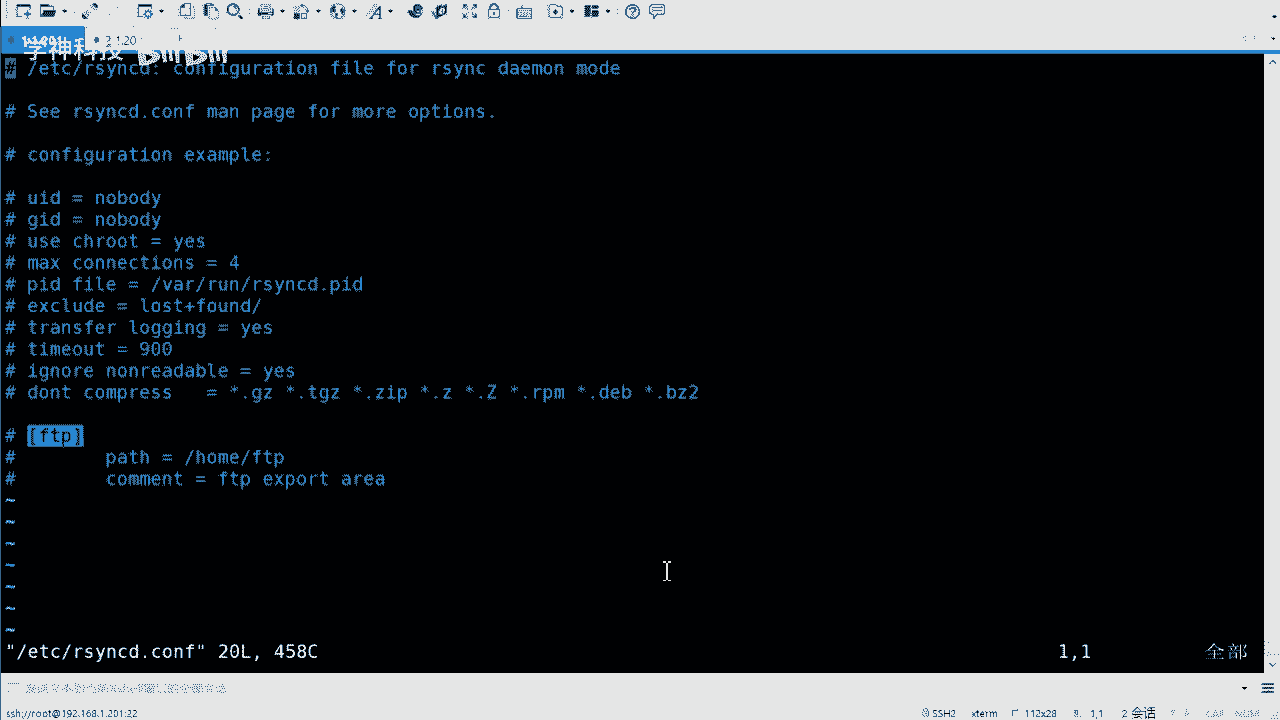 学神科技 bilibili
2 1.20
# /etc/rsyncd: configuration file for rsync daemon mode
# See rsyncd.conf man page for more options.
# configuration example:
# uid = nobody
# gid = nobody
# use chroot = yes
# max connections = 4
# pid file = /var/run/rsyncd.pid
# exclude = lost+found/
# transfer logging = yes
# timeout = 900
# ignore nonreadable = yes
# dont compress   = *.gz *.tgz *.zip *.z *.Z *.rpm *.deb *.bz2
# [ftp]
#        path = /home/ftp
#        comment = ftp export area
~
~
~
~
~
~
~
"/etc/rsyncd.conf" 20L, 458C 1,1 全部
ssh://root@192.168.1.201:22 SSH2 xterm 112x28 1,1 2 会话